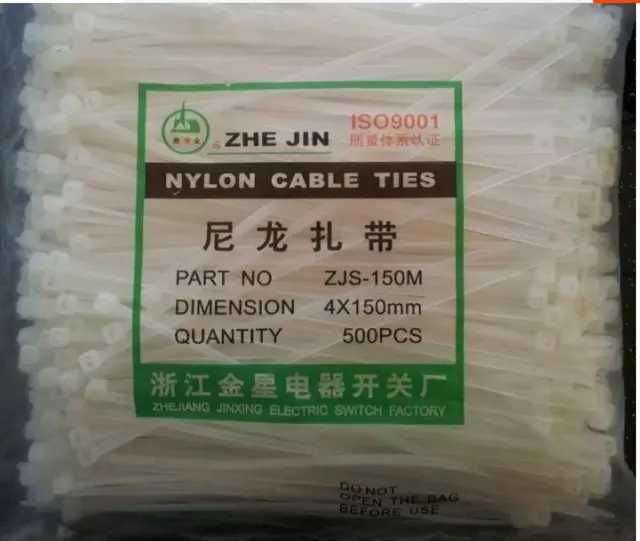 ZHE JIN
ISO9001
质量体系认证
NYLON CABLE TIES
尼龙扎带
PART NO ZJS-150M
DIMENSION 4X150mm
QUANTITY 500PCS
浙江金星电器开关厂
ZHEJIANG JINXING ELECTRIC SWITCH FACTORY
DO NOT
OPEN THE BAG
BEFORE USE